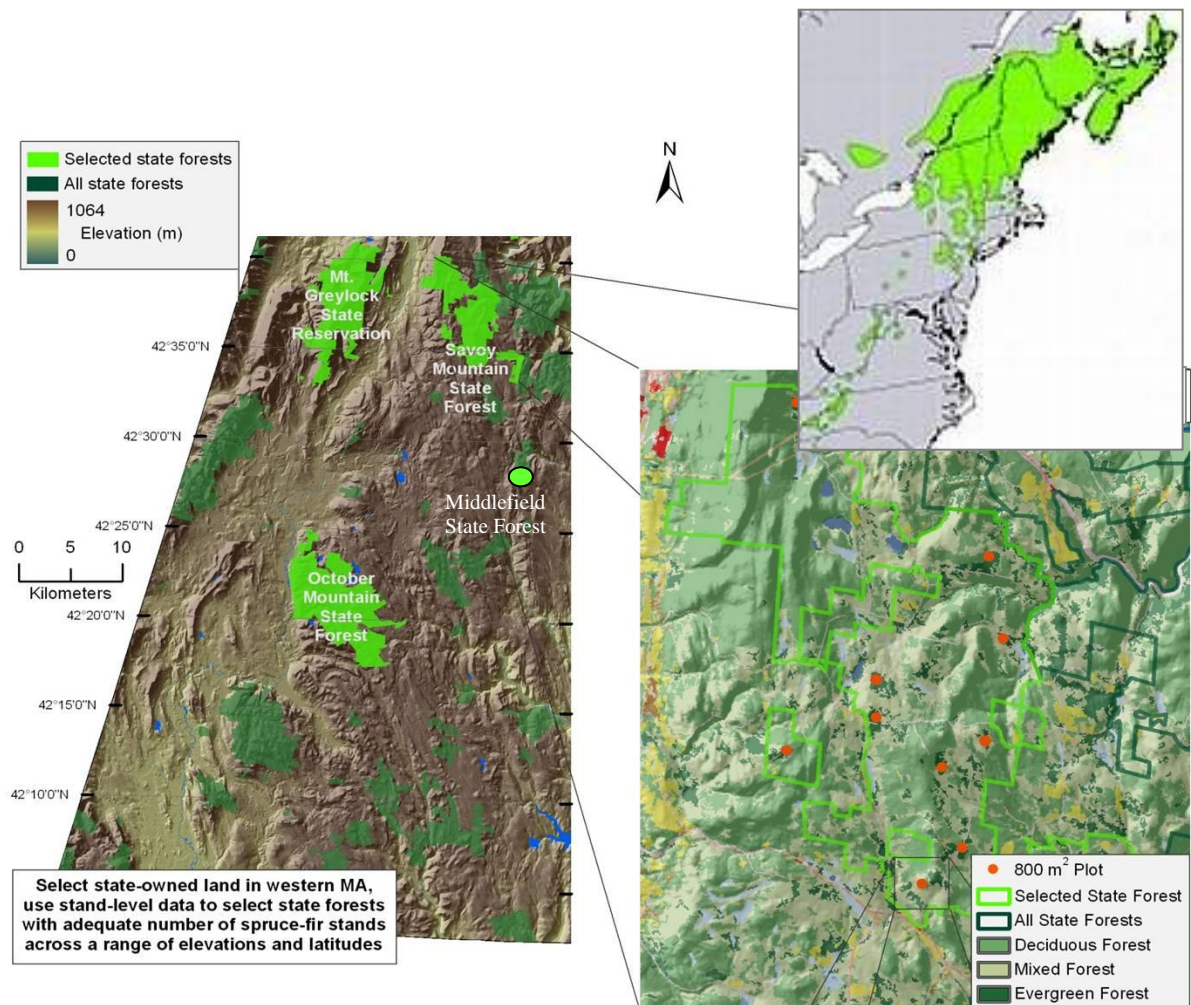 Selected state forests
All state forests
1064
Elevation (m)
0
N
Mt.
Greylock
State
Reservation
Savoy
Mountain
State
Forest
42°35'0"N
42°30'0"N
42°25'0"N
42°20'0"N
42°15'0"N
42°10'0"N
Middlefield
State Forest
October
Mountain
State
Forest
0 5 10
Kilometers
Select state-owned land in western MA,
use stand-level data to select state forests
with adequate number of spruce-fir stands
across a range of elevations and latitudes
800 m² Plot
Selected State Forest
All State Forests
Deciduous Forest
Mixed Forest
Evergreen Forest